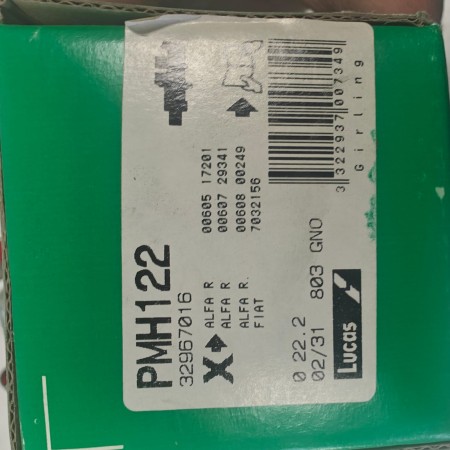 PMH122
32967016
X ALFA R 00605 17201
ALFA R 00607 29341
ALFA R. 00608 00249
FIAT 7032156
0 22.2
02/31 803 GNO
Lucas
3 322937 007349
Girling